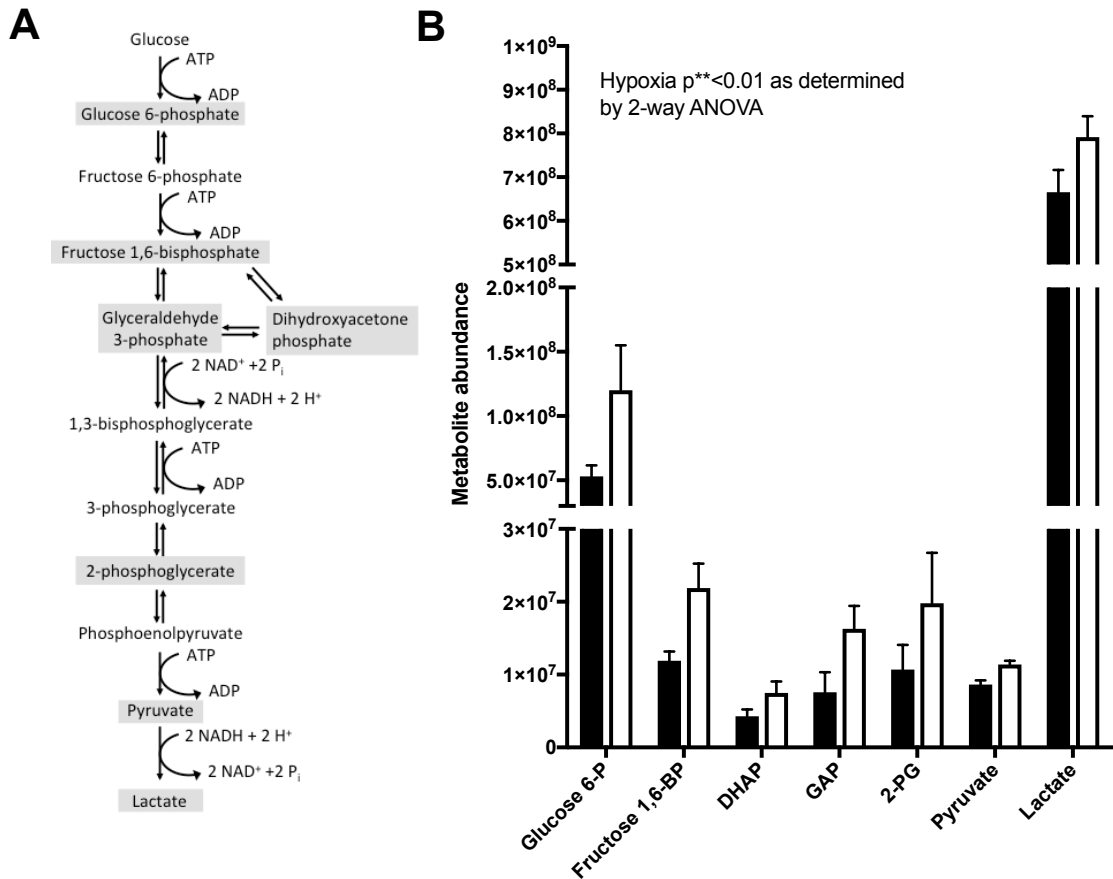 A
Glucose
ATP
ADP
Glucose 6-phosphate
Fructose 6-phosphate
ATP
ADP
Fructose 1,6-bisphosphate
Glyceraldehyde
3-phosphate
Dihydroxyacetone
phosphate
2 NAD⁺ +2 Pᵢ
2 NADH + 2 H⁺
1,3-bisphosphoglycerate
ATP
ADP
3-phosphoglycerate
2-phosphoglycerate
Phosphoenolpyruvate
ATP
ADP
Pyruvate
2 NADH + 2 H⁺
2 NAD⁺ +2 Pᵢ
Lactate
B
Hypoxia p**<0.01 as determined
by 2-way ANOVA
Metabolite abundance
1×10⁹
9×10⁸
8×10⁸
7×10⁸
6×10⁸
5×10⁸
2.0×10⁸
1.5×10⁸
1.0×10⁸
5.0×10⁷
3×10⁷
2×10⁷
1×10⁷
0
Glucose 6-P
Fructose 1,6-BP
DHAP
GAP
2-PG
Pyruvate
Lactate